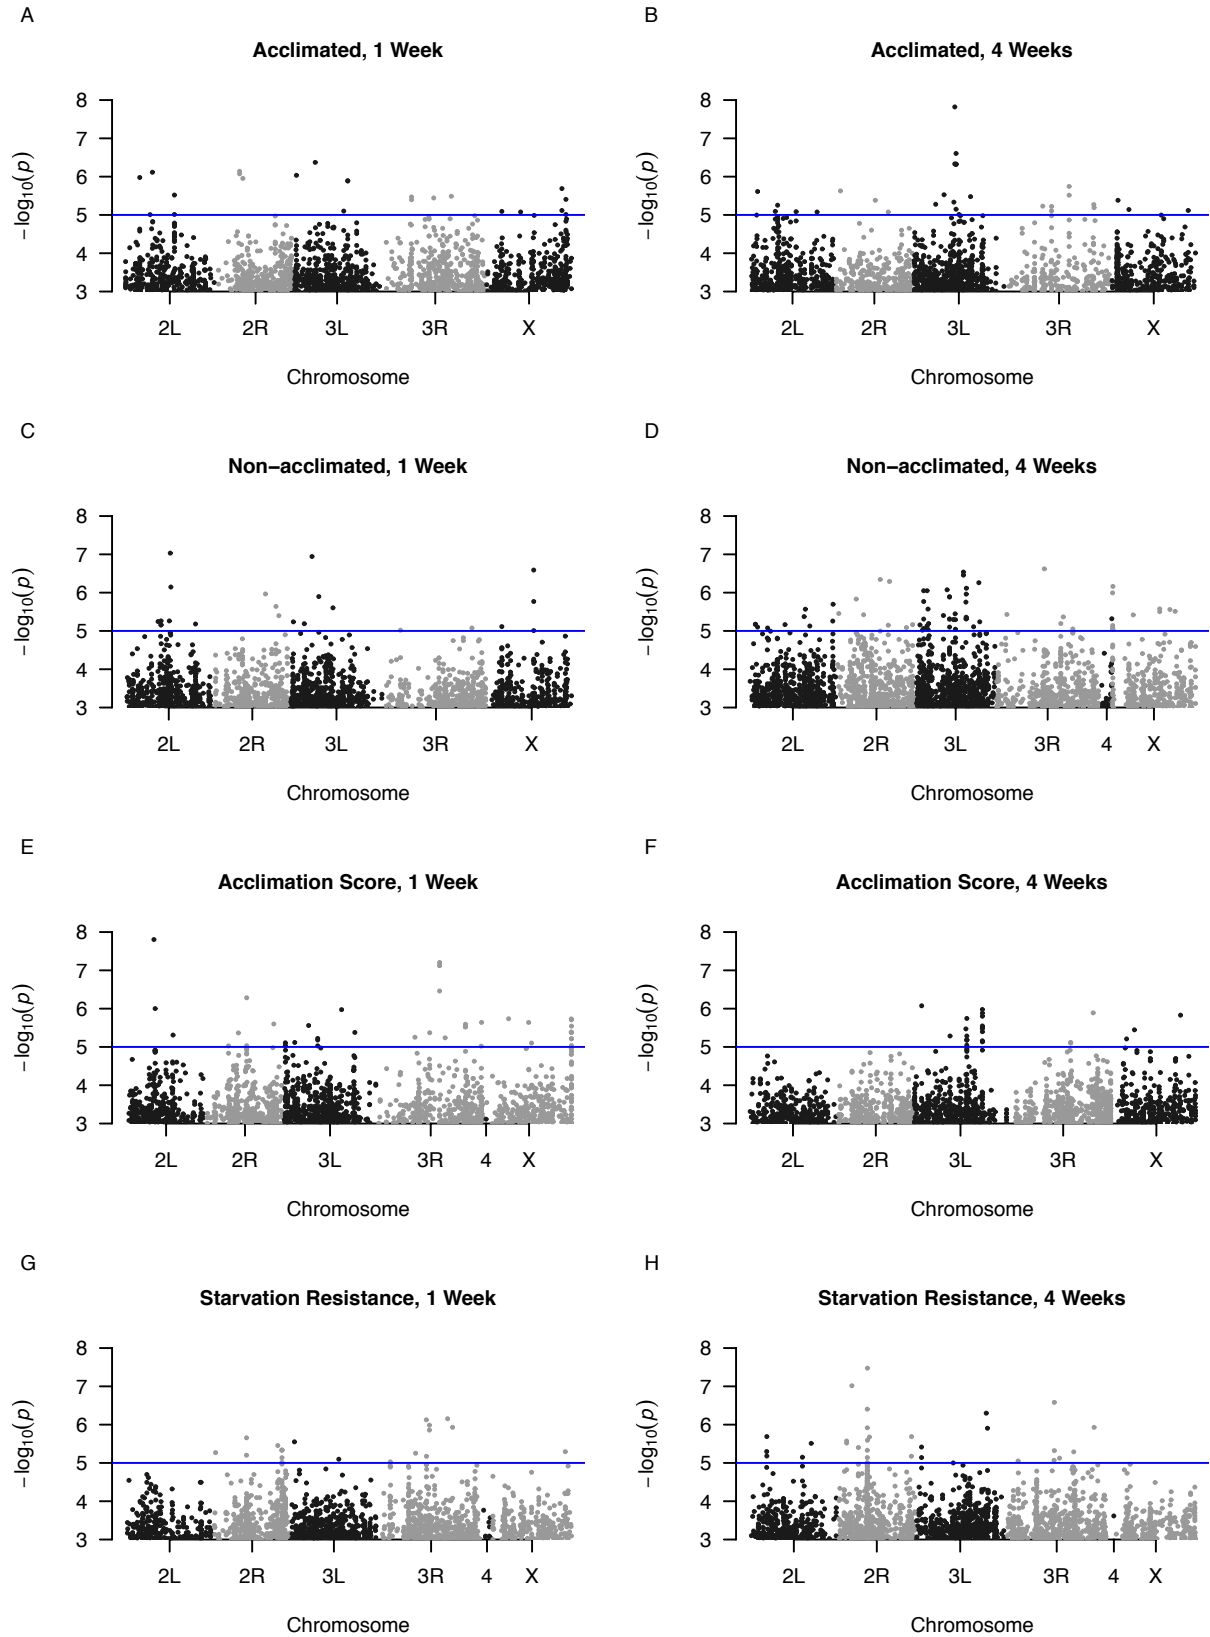 A
Acclimated, 1 Week
8
7
6
5
4
3
−log10(p)
2L 2R 3L 3R X
Chromosome
B
Acclimated, 4 Weeks
8
7
6
5
4
3
−log10(p)
2L 2R 3L 3R X
Chromosome
C
Non−acclimated, 1 Week
8
7
6
5
4
3
−log10(p)
2L 2R 3L 3R X
Chromosome
D
Non−acclimated, 4 Weeks
8
7
6
5
4
3
−log10(p)
2L 2R 3L 3R 4 X
Chromosome
E
Acclimation Score, 1 Week
8
7
6
5
4
3
−log10(p)
2L 2R 3L 3R 4 X
Chromosome
F
Acclimation Score, 4 Weeks
8
7
6
5
4
3
−log10(p)
2L 2R 3L 3R X
Chromosome
G
Starvation Resistance, 1 Week
8
7
6
5
4
3
−log10(p)
2L 2R 3L 3R 4 X
Chromosome
H
Starvation Resistance, 4 Weeks
8
7
6
5
4
3
−log10(p)
2L 2R 3L 3R 4 X
Chromosome